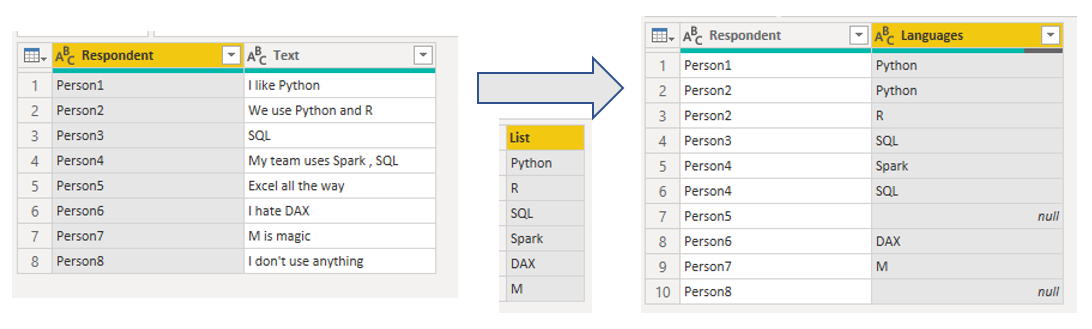 ABC Respondent ABC Text
1 Person1 I like Python
2 Person2 We use Python and R
3 Person3 SQL
4 Person4 My team uses Spark , SQL
5 Person5 Excel all the way
6 Person6 I hate DAX
7 Person7 M is magic
8 Person8 I don't use anything
List
Python
R
SQL
Spark
DAX
M
ABC Respondent ABC Languages
1 Person1 Python
2 Person2 Python
3 Person2 R
4 Person3 SQL
5 Person4 Spark
6 Person4 SQL
7 Person5 null
8 Person6 DAX
9 Person7 M
10 Person8 null